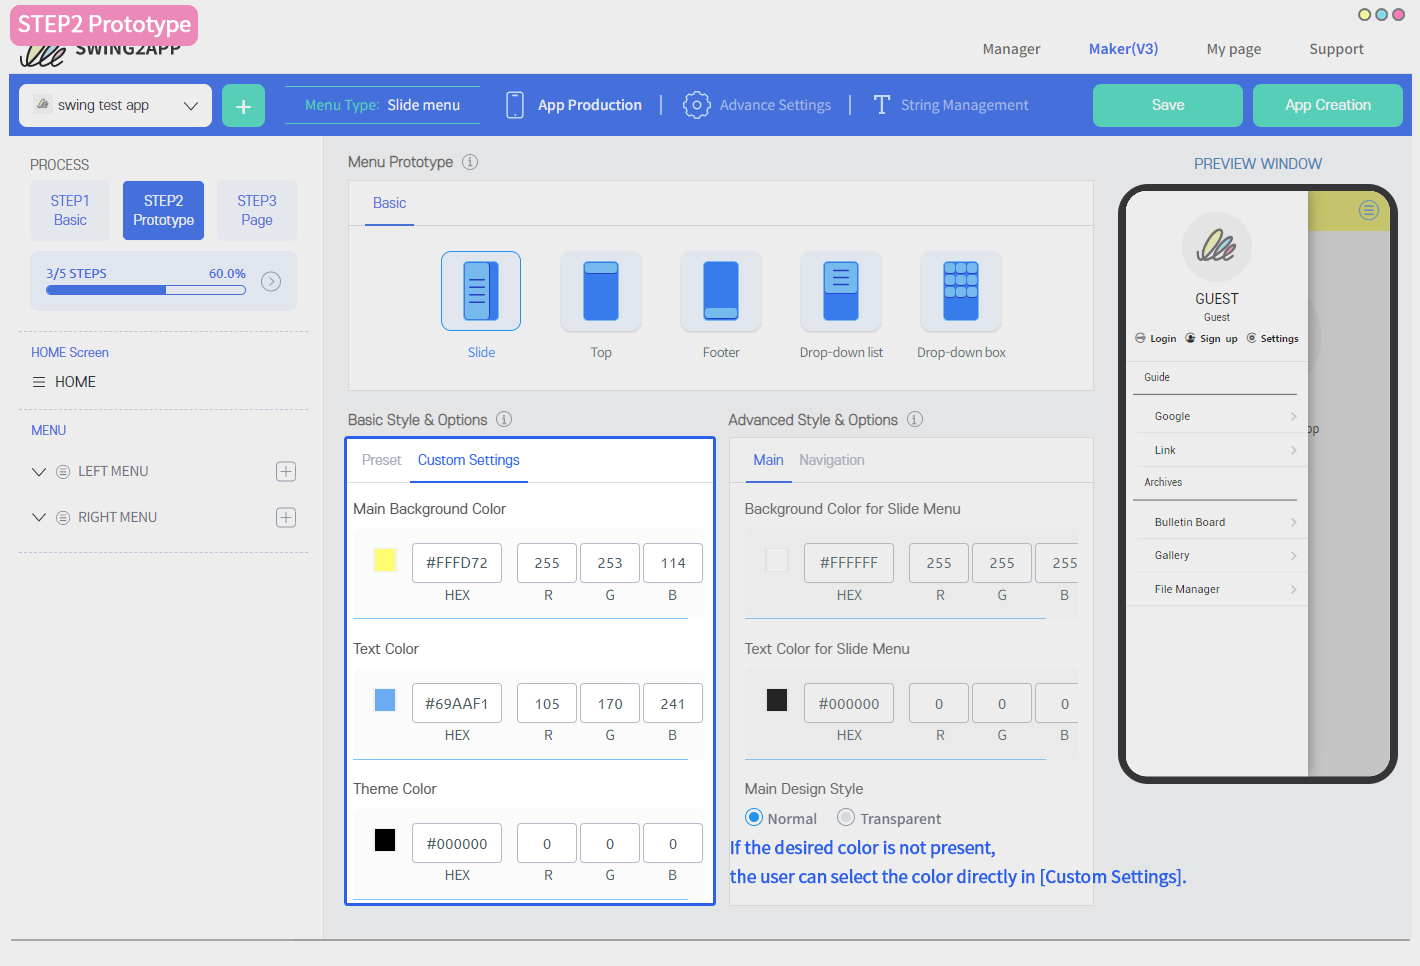 STEP2 Prototype
SWING2APP
Manager
Maker(V3)
My page
Support
swing test app
+
Menu Type: Slide menu
App Production
Advance Settings
String Management
Save
App Creation
PROCESS
STEP1
Basic
STEP2
Prototype
STEP3
Page
3/5 STEPS
60.0%
HOME Screen
HOME
MENU
LEFT MENU
RIGHT MENU
Menu Prototype
Basic
Slide
Top
Footer
Drop-down list
Drop-down box
Basic Style & Options
Preset
Custom Settings
Main Background Color
#FFFD72
255
253
114
HEX
R
G
B
Text Color
#69AAF1
105
170
241
HEX
R
G
B
Theme Color
#000000
0
0
0
HEX
R
G
B
Advanced Style & Options
Main
Navigation
Background Color for Slide Menu
#FFFFFF
255
255
255
HEX
R
G
B
Text Color for Slide Menu
#000000
0
0
0
HEX
R
G
B
Main Design Style
Normal
Transparent
If the desired color is not present,
the user can select the color directly in [Custom Settings].
PREVIEW WINDOW
GUEST
Guest
Login
Sign up
Settings
Guide
Google
Link
Archives
Bulletin Board
Gallery
File Manager